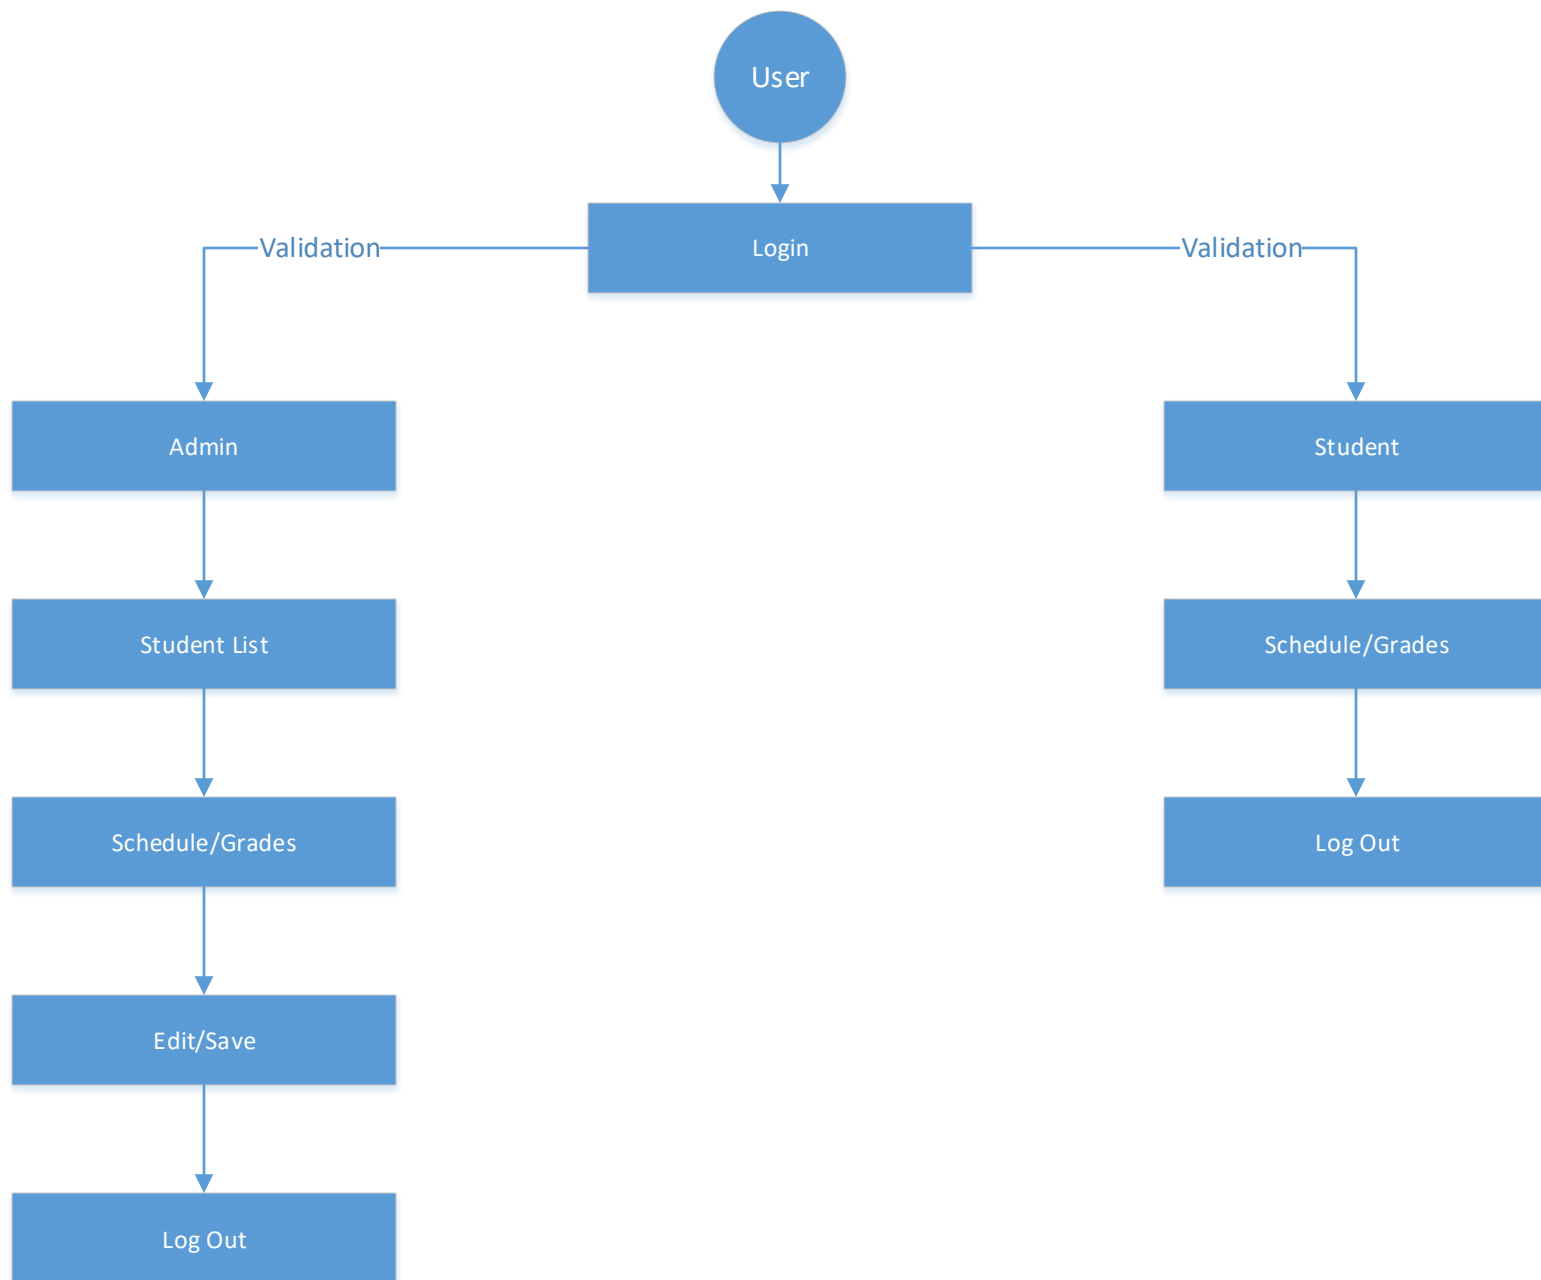 User
Login
Validation
Validation
Admin
Student
Student List
Schedule/Grades
Schedule/Grades
Log Out
Edit/Save
Log Out